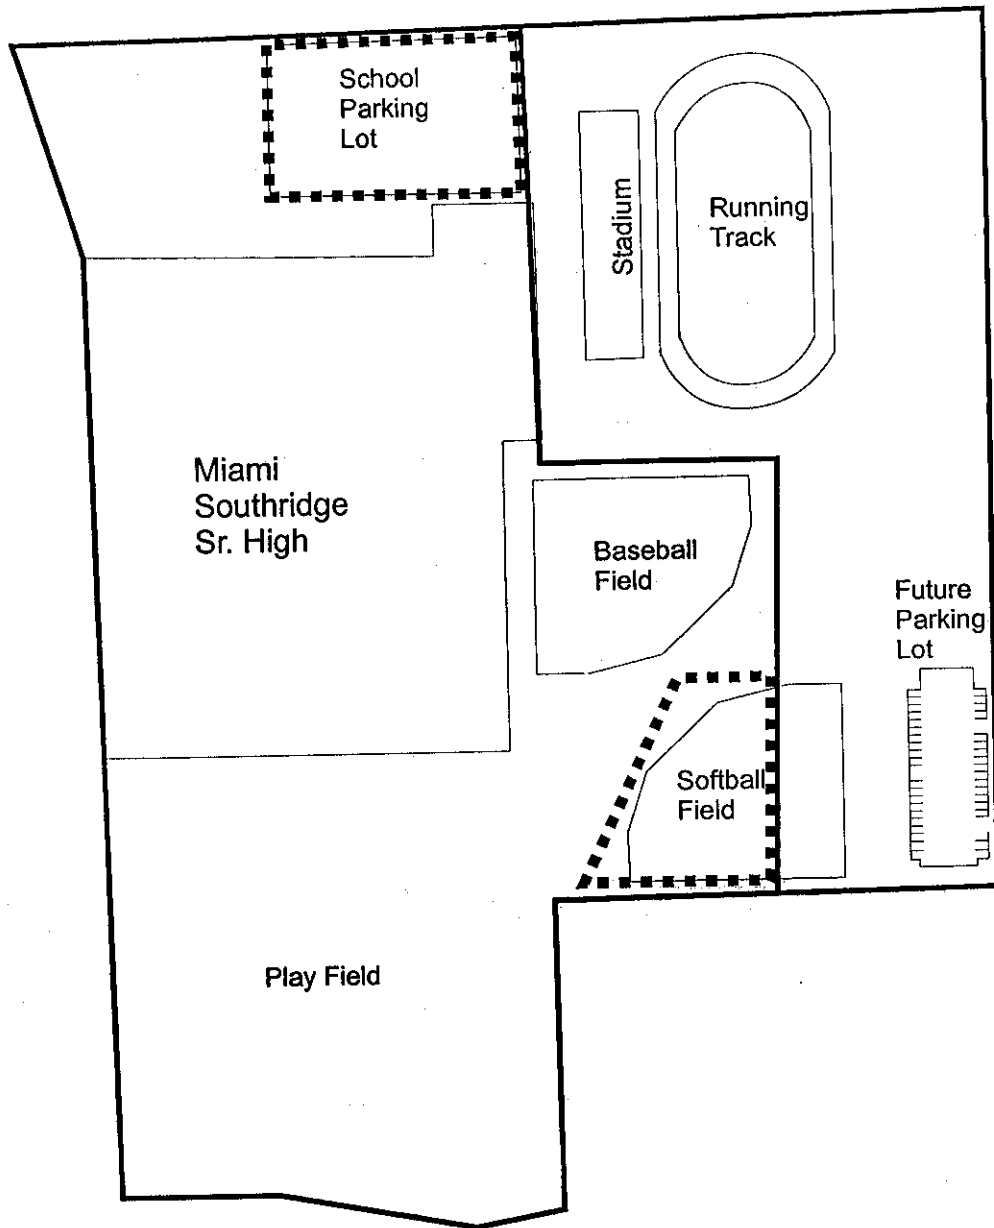 School
Parking
Lot
Stadium
Running
Track
Miami
Southridge
Sr. High
Baseball
Field
Future
Parking
Lot
Softball
Field
Play Field